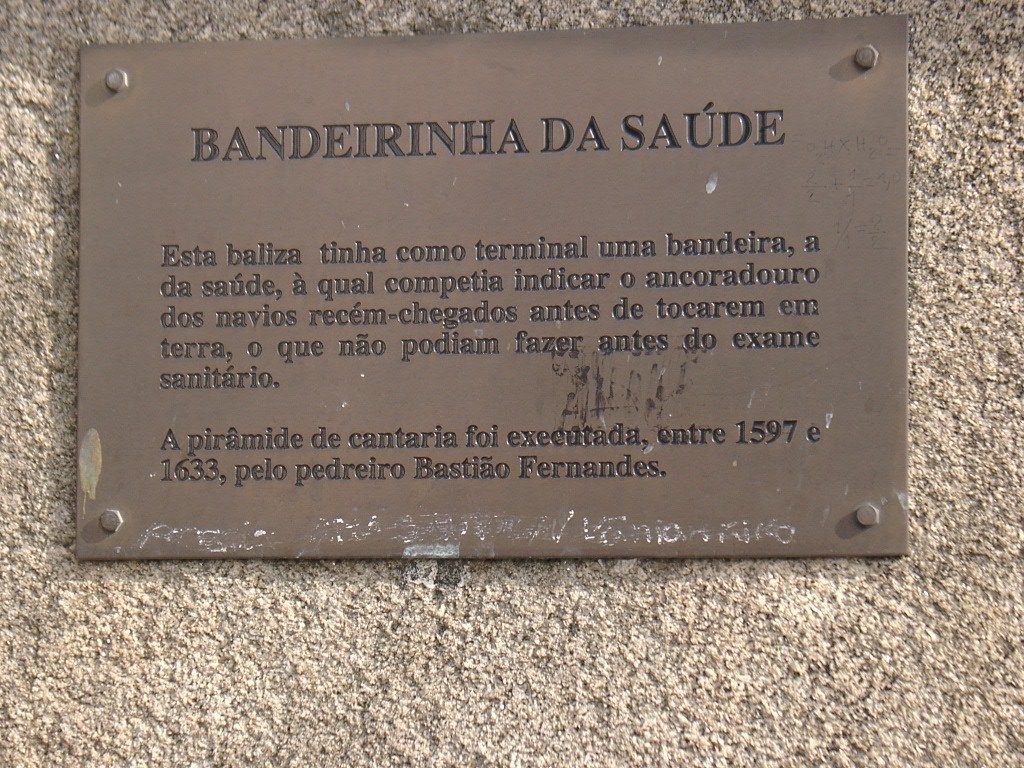 BANDEIRINHA DA SAÚDE
Esta baliza tinha como terminal uma bandeira, a
da saúde, à qual competia indicar o ancoradouro
dos navios recém-chegados antes de tocarem em
terra, o que não podiam fazer antes do exame
sanitário.
A pirâmide de cantaria foi executada, entre 1597 e
1633, pelo pedreiro Bastião Fernandes.